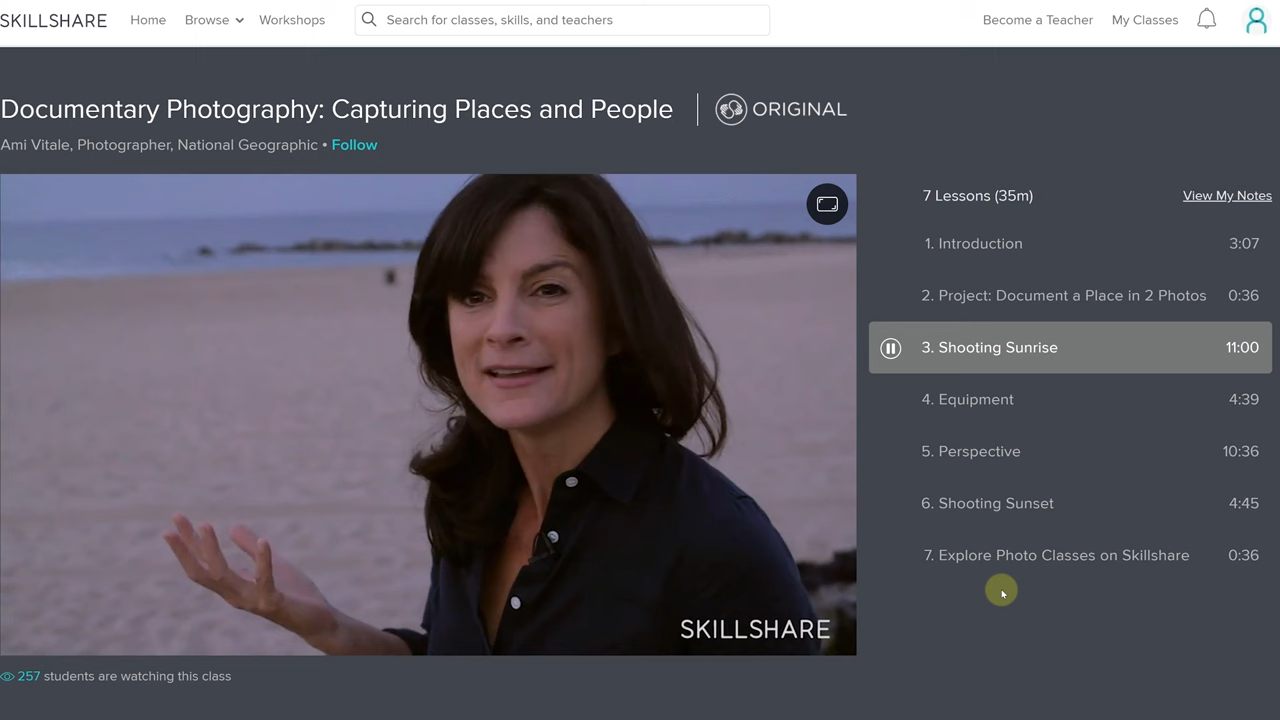 SKILLSHARE Home Browse Workshops Search for classes, skills, and teachers Become a Teacher My Classes
Documentary Photography: Capturing Places and People ORIGINAL
Ami Vitale, Photographer, National Geographic • Follow
7 Lessons (35m) View My Notes
1. Introduction 3:07
2. Project: Document a Place in 2 Photos 0:36
3. Shooting Sunrise 11:00
4. Equipment 4:39
5. Perspective 10:36
6. Shooting Sunset 4:45
7. Explore Photo Classes on Skillshare 0:36
SKILLSHARE
257 students are watching this class